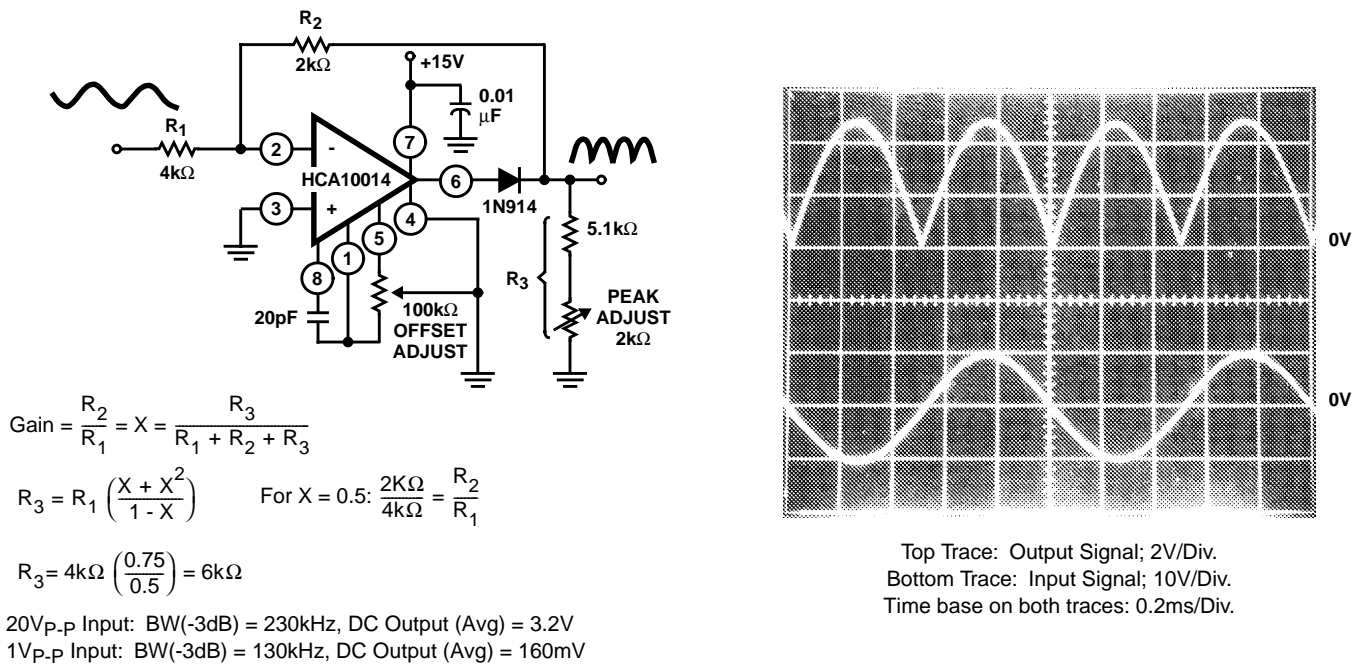 R2
2kΩ
+15V
0.01
μF
R1
4kΩ
2
-
7
HCA10014
6
1N914
3
+
4
5
1
8
20pF
100kΩ
OFFSET
ADJUST
5.1kΩ
R3
PEAK
ADJUST
2kΩ
0V
0V
Gain = R2/R1 = X = R3/(R1 + R2 + R3)
R3 = R1 ((X + X²)/(1 - X)) For X = 0.5: 2KΩ/4kΩ = R2/R1
R3= 4kΩ (0.75/0.5) = 6kΩ
20VP-P Input: BW(-3dB) = 230kHz, DC Output (Avg) = 3.2V
1VP-P Input: BW(-3dB) = 130kHz, DC Output (Avg) = 160mV
Top Trace: Output Signal; 2V/Div.
Bottom Trace: Input Signal; 10V/Div.
Time base on both traces: 0.2ms/Div.